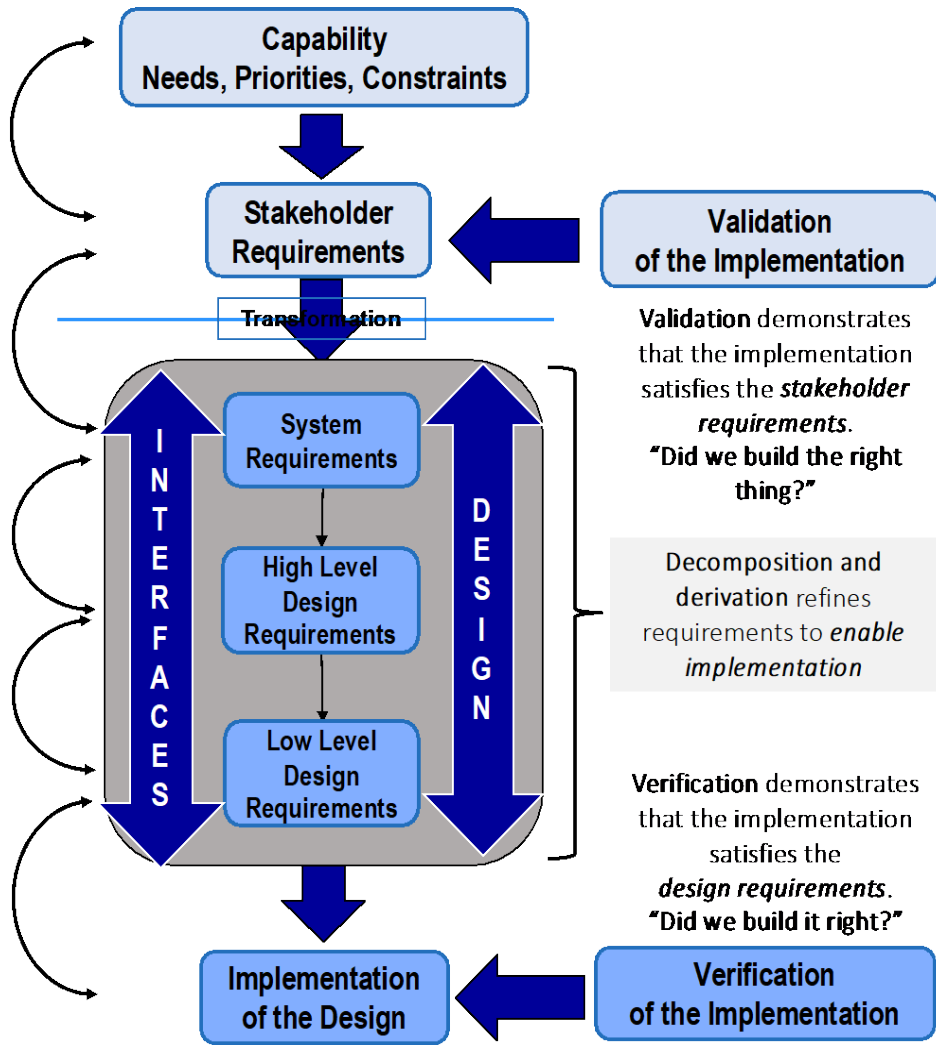 Capability
Needs, Priorities, Constraints
Stakeholder
Requirements
Validation
of the Implementation
Transformation
Validation demonstrates
that the implementation
satisfies the stakeholder
requirements.
“Did we build the right
thing?”
INTERFACES
System
Requirements
High Level
Design
Requirements
Low Level
Design
Requirements
DESIGN
Decomposition and
derivation refines
requirements to enable
implementation
Verification demonstrates
that the implementation
satisfies the
design requirements.
“Did we build it right?”
Implementation
of the Design
Verification
of the Implementation